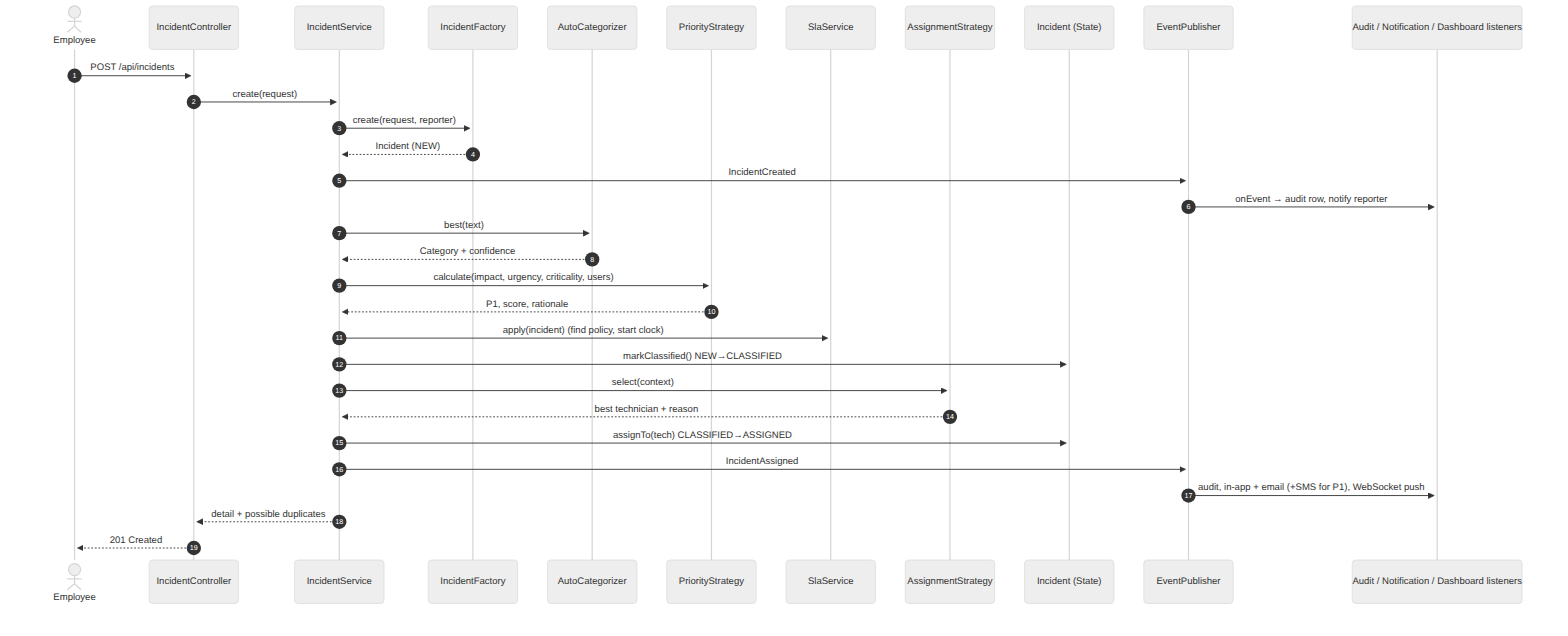 Employee
IncidentController
IncidentService
IncidentFactory
AutoCategorizer
PriorityStrategy
SlaService
AssignmentStrategy
Incident (State)
EventPublisher
Audit / Notification / Dashboard listeners
1 POST /api/incidents
2 create(request)
3 create(request, reporter)
4 Incident (NEW)
5 IncidentCreated
6 onEvent → audit row, notify reporter
7 best(text)
8 Category + confidence
9 calculate(impact, urgency, criticality, users)
10 P1, score, rationale
11 apply(incident) (find policy, start clock)
12 markClassified() NEW→CLASSIFIED
13 select(context)
14 best technician + reason
15 assignTo(tech) CLASSIFIED→ASSIGNED
16 IncidentAssigned
17 audit, in-app + email (+SMS for P1), WebSocket push
18 detail + possible duplicates
19 201 Created
Employee
IncidentController
IncidentService
IncidentFactory
AutoCategorizer
PriorityStrategy
SlaService
AssignmentStrategy
Incident (State)
EventPublisher
Audit / Notification / Dashboard listeners